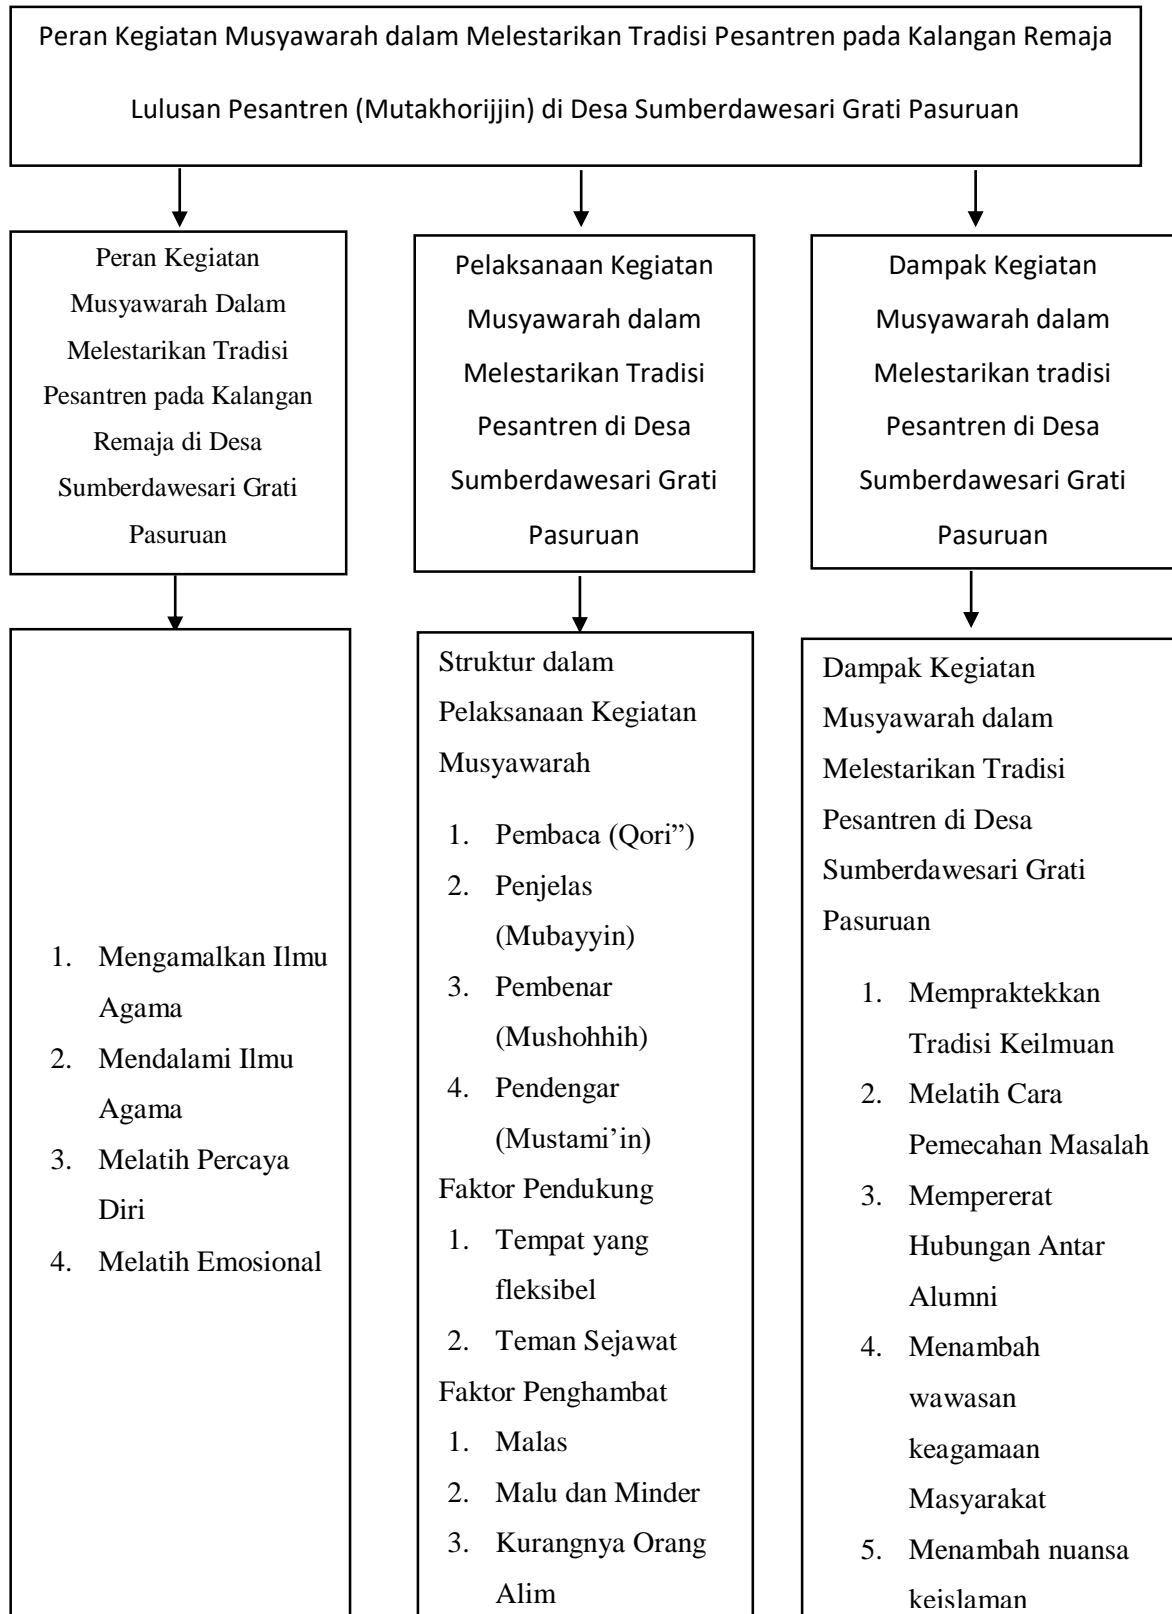 Peran Kegiatan Musyawarah dalam Melestarikan Tradisi Pesantren pada Kalangan Remaja
Lulusan Pesantren (Mutakhorijjin) di Desa Sumberdawesari Grati Pasuruan
Peran Kegiatan
Musyawarah Dalam
Melestarikan Tradisi
Pesantren pada Kalangan
Remaja di Desa
Sumberdawesari Grati
Pasuruan
Pelaksanaan Kegiatan
Musyawarah dalam
Melestarikan Tradisi
Pesantren di Desa
Sumberdawesari Grati
Pasuruan
Dampak Kegiatan
Musyawarah dalam
Melestarikan tradisi
Pesantren di Desa
Sumberdawesari Grati
Pasuruan
1. Mengamalkan Ilmu
Agama
2. Mendalami Ilmu
Agama
3. Melatih Percaya
Diri
4. Melatih Emosional
Struktur dalam
Pelaksanaan Kegiatan
Musyawarah
1. Pembaca (Qori”)
2. Penjelas
(Mubayyin)
3. Pembenar
(Mushohhih)
4. Pendengar
(Mustami’in)
Faktor Pendukung
1. Tempat yang
fleksibel
2. Teman Sejawat
Faktor Penghambat
1. Malas
2. Malu dan Minder
3. Kurangnya Orang
Alim
Dampak Kegiatan
Musyawarah dalam
Melestarikan Tradisi
Pesantren di Desa
Sumberdawesari Grati
Pasuruan
1. Mempraktekkan
Tradisi Keilmuan
2. Melatih Cara
Pemecahan Masalah
3. Mempererat
Hubungan Antar
Alumni
4. Menambah
wawasan
keagamaan
Masyarakat
5. Menambah nuansa
keislaman